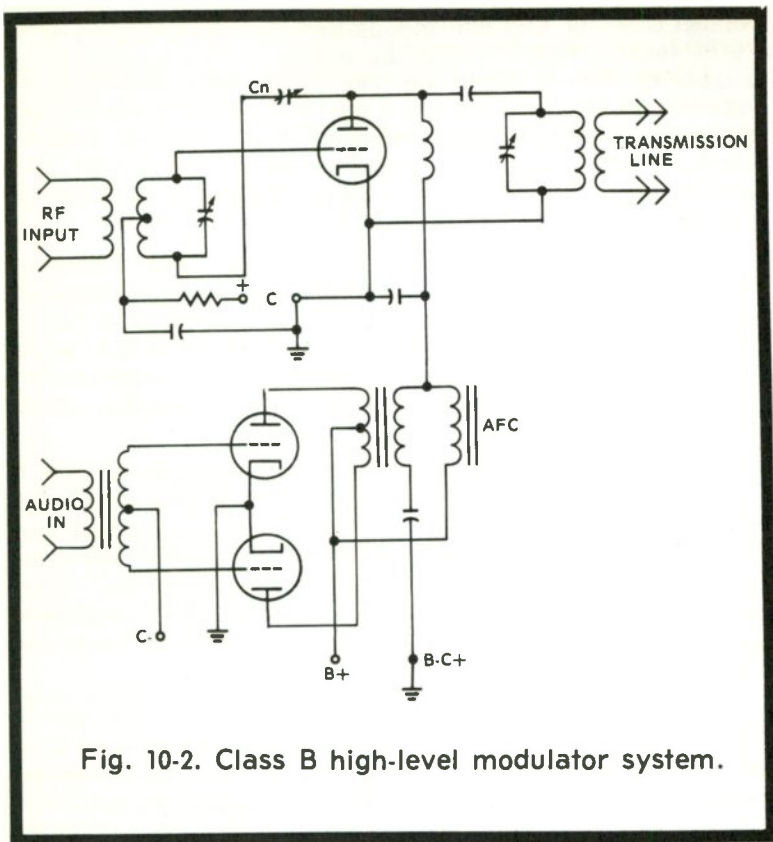 Cn
TRANSMISSION
LINE
RF
INPUT
+
C
AFC
AUDIO
IN
C-
B+
B-C+
Fig. 10-2. Class B high-level modulator system.